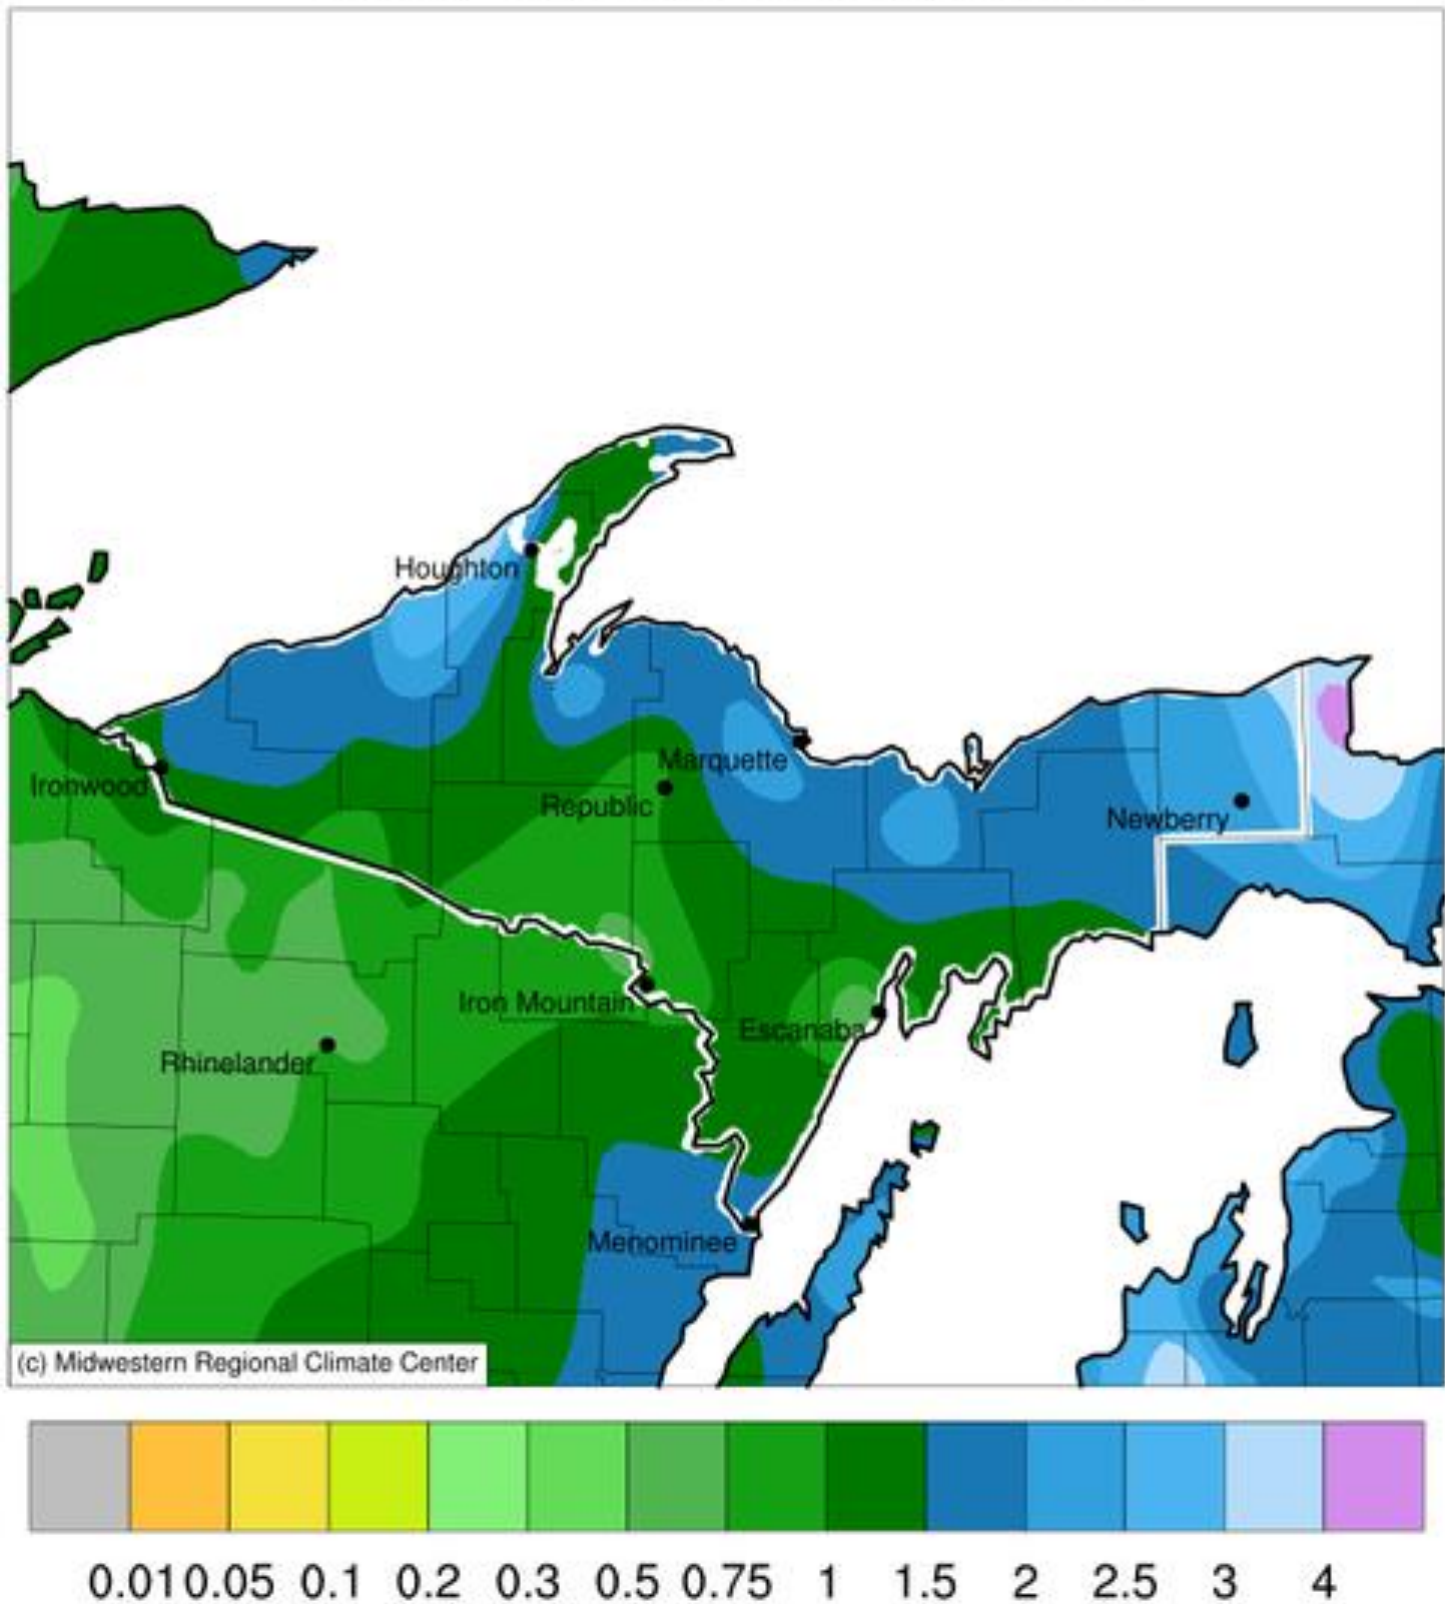 Houghton
Marquette
Ironwood
Republic
Newberry
Iron Mountain
Escanaba
Rhinelander
Menominee
(c) Midwestern Regional Climate Center
0.01 0.05 0.1 0.2 0.3 0.5 0.75 1 1.5 2 2.5 3 4